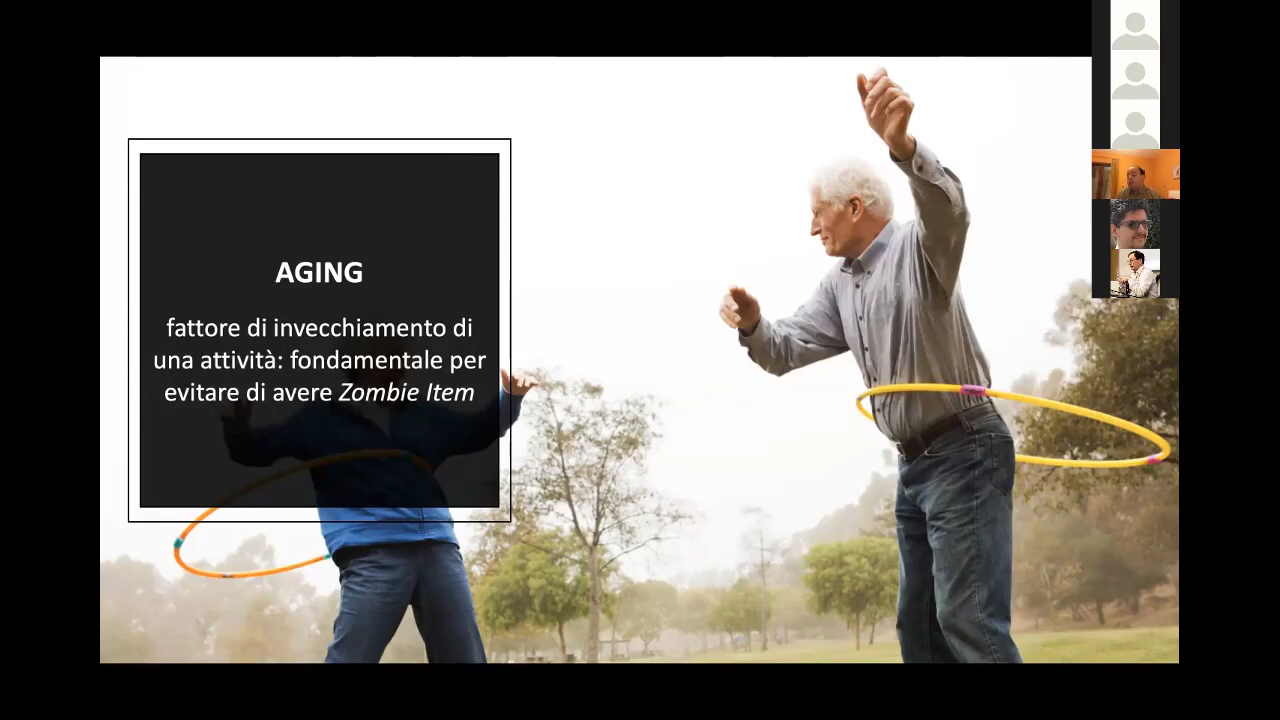 AGING
fattore di invecchiamento di
una attività: fondamentale per
evitare di avere Zombie Item